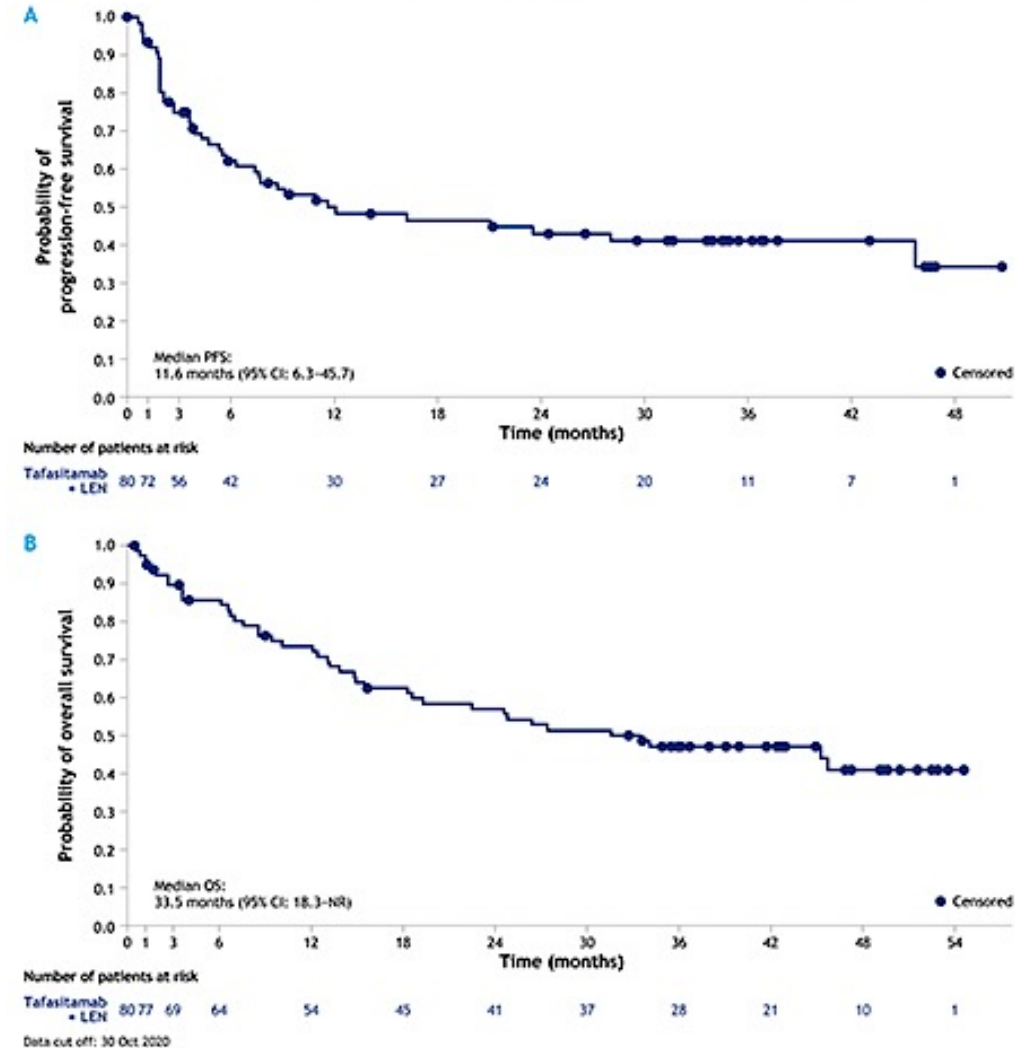 A
1.0
0.9
0.8
0.7
0.6
0.5
0.4
0.3
0.2
0.1
0.0
Probability of
progression-free survival
Median PFS:
11.6 months (95% CI: 6.3–45.7)
Censored
0 1 3 6 12 18 24 30 36 42 48
Time (months)
Number of patients at risk
Tafasitamab
+ LEN
80 72 56 42 30 27 24 20 11 7 1
B
1.0
0.9
0.8
0.7
0.6
0.5
0.4
0.3
0.2
0.1
0.0
Probability of overall survival
Median OS:
33.5 months (95% CI: 18.3–NR)
Censored
0 1 3 6 12 18 24 30 36 42 48 54
Time (months)
Number of patients at risk
Tafasitamab
+ LEN
80 77 69 64 54 45 41 37 28 21 10 1
Data cut off: 30 Oct 2020